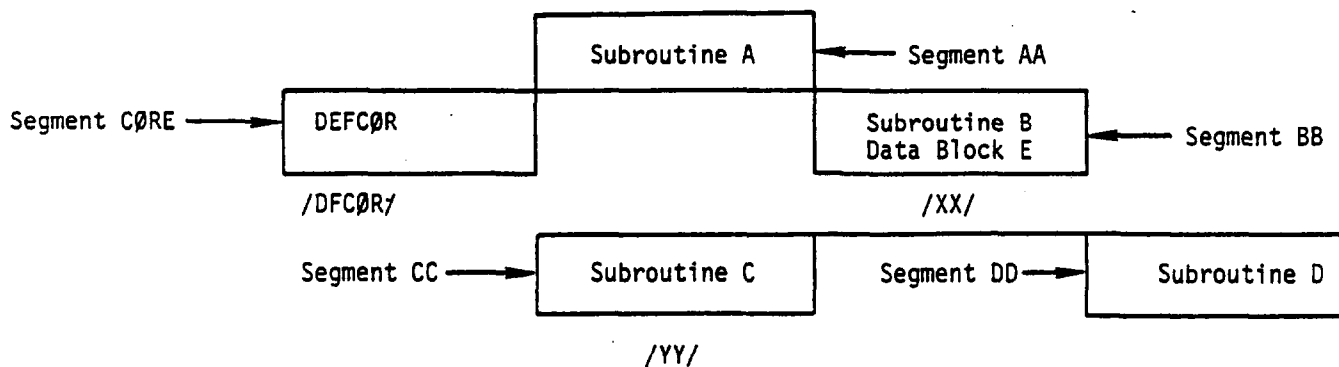 Subroutine A
Segment AA
Segment CØRE
DEFCØR
Subroutine B
Data Block E
Segment BB
/DFCØR/
/XX/
Segment CC
Subroutine C
Segment DD
Subroutine D
/YY/